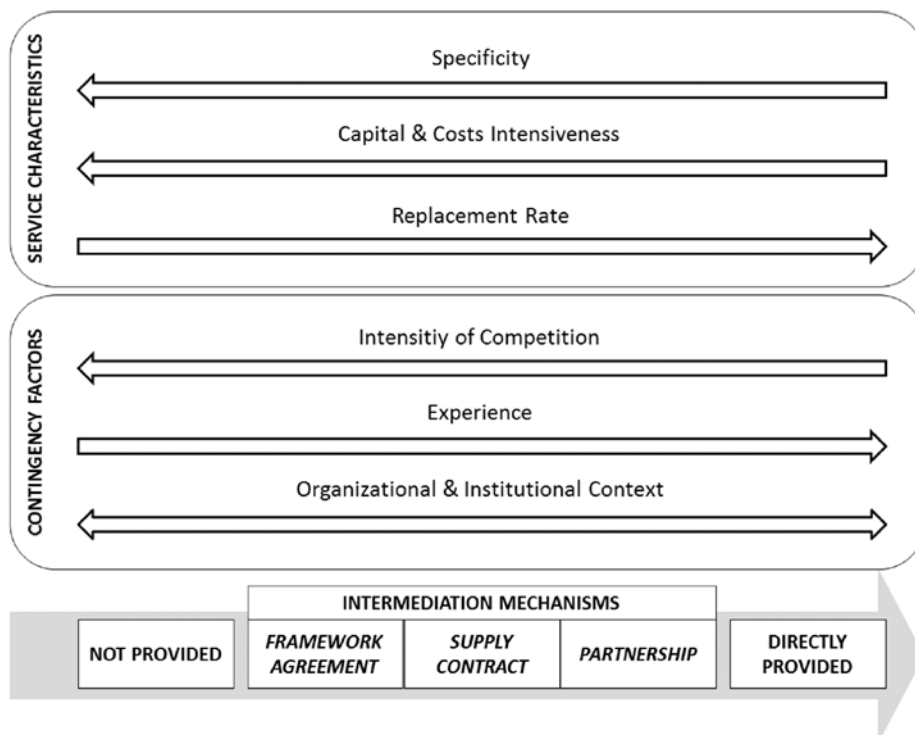 SERVICE CHARACTERISTICS
Specificity
Capital & Costs Intensiveness
Replacement Rate
CONTINGENCY FACTORS
Intensitiy of Competition
Experience
Organizational & Institutional Context
INTERMEDIATION MECHANISMS
NOT PROVIDED
FRAMEWORK
AGREEMENT
SUPPLY
CONTRACT
PARTNERSHIP
DIRECTLY
PROVIDED